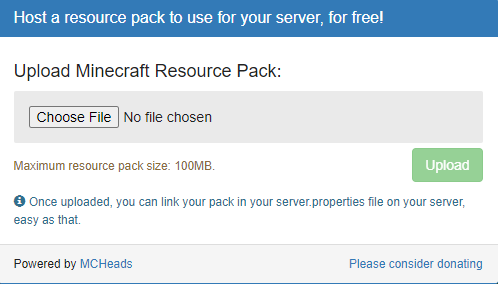 Host a resource pack to use for your server, for free!
Upload Minecraft Resource Pack:
Choose File No file chosen
Maximum resource pack size: 100MB.
Upload
Once uploaded, you can link your pack in your server.properties file on your server,
easy as that.
Powered by MCHeads
Please consider donating